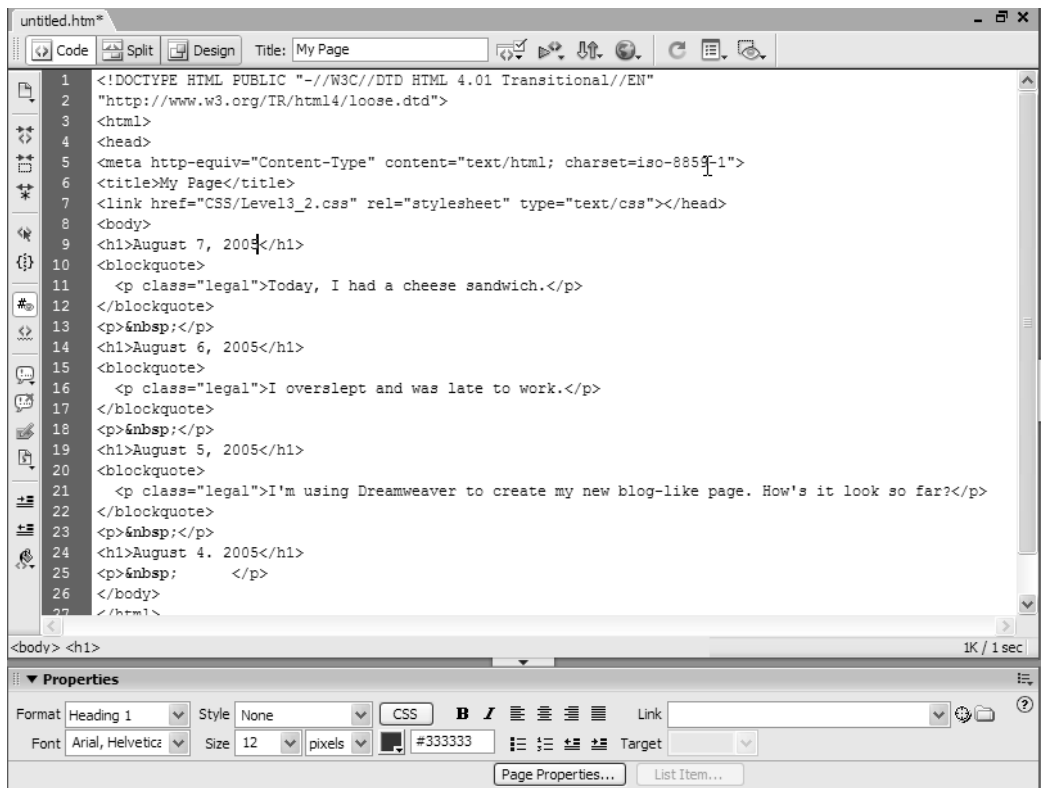 untitled.htm*
Code Split Design Title: My Page
1 <!DOCTYPE HTML PUBLIC "-//W3C//DTD HTML 4.01 Transitional//EN"
2 "http://www.w3.org/TR/html4/loose.dtd">
3 <html>
4 <head>
5 <meta http-equiv="Content-Type" content="text/html; charset=iso-8859-1">
6 <title>My Page</title>
7 <link href="CSS/Level3_2.css" rel="stylesheet" type="text/css"></head>
8 <body>
9 <h1>August 7, 2005</h1>
10 <blockquote>
11   <p class="legal">Today, I had a cheese sandwich.</p>
12 </blockquote>
13 <p>&nbsp;</p>
14 <h1>August 6, 2005</h1>
15 <blockquote>
16   <p class="legal">I overslept and was late to work.</p>
17 </blockquote>
18 <p>&nbsp;</p>
19 <h1>August 5, 2005</h1>
20 <blockquote>
21   <p class="legal">I'm using Dreamweaver to create my new blog-like page. How's it look so far?</p>
22 </blockquote>
23 <p>&nbsp;</p>
24 <h1>August 4. 2005</h1>
25 <p>&nbsp;      </p>
26 </body>
27 </html>
<body> <h1> 1K / 1 sec
Properties
Format Heading 1 Style None CSS B I Link
Font Arial, Helvetica Size 12 pixels #333333 Target
Page Properties... List Item...